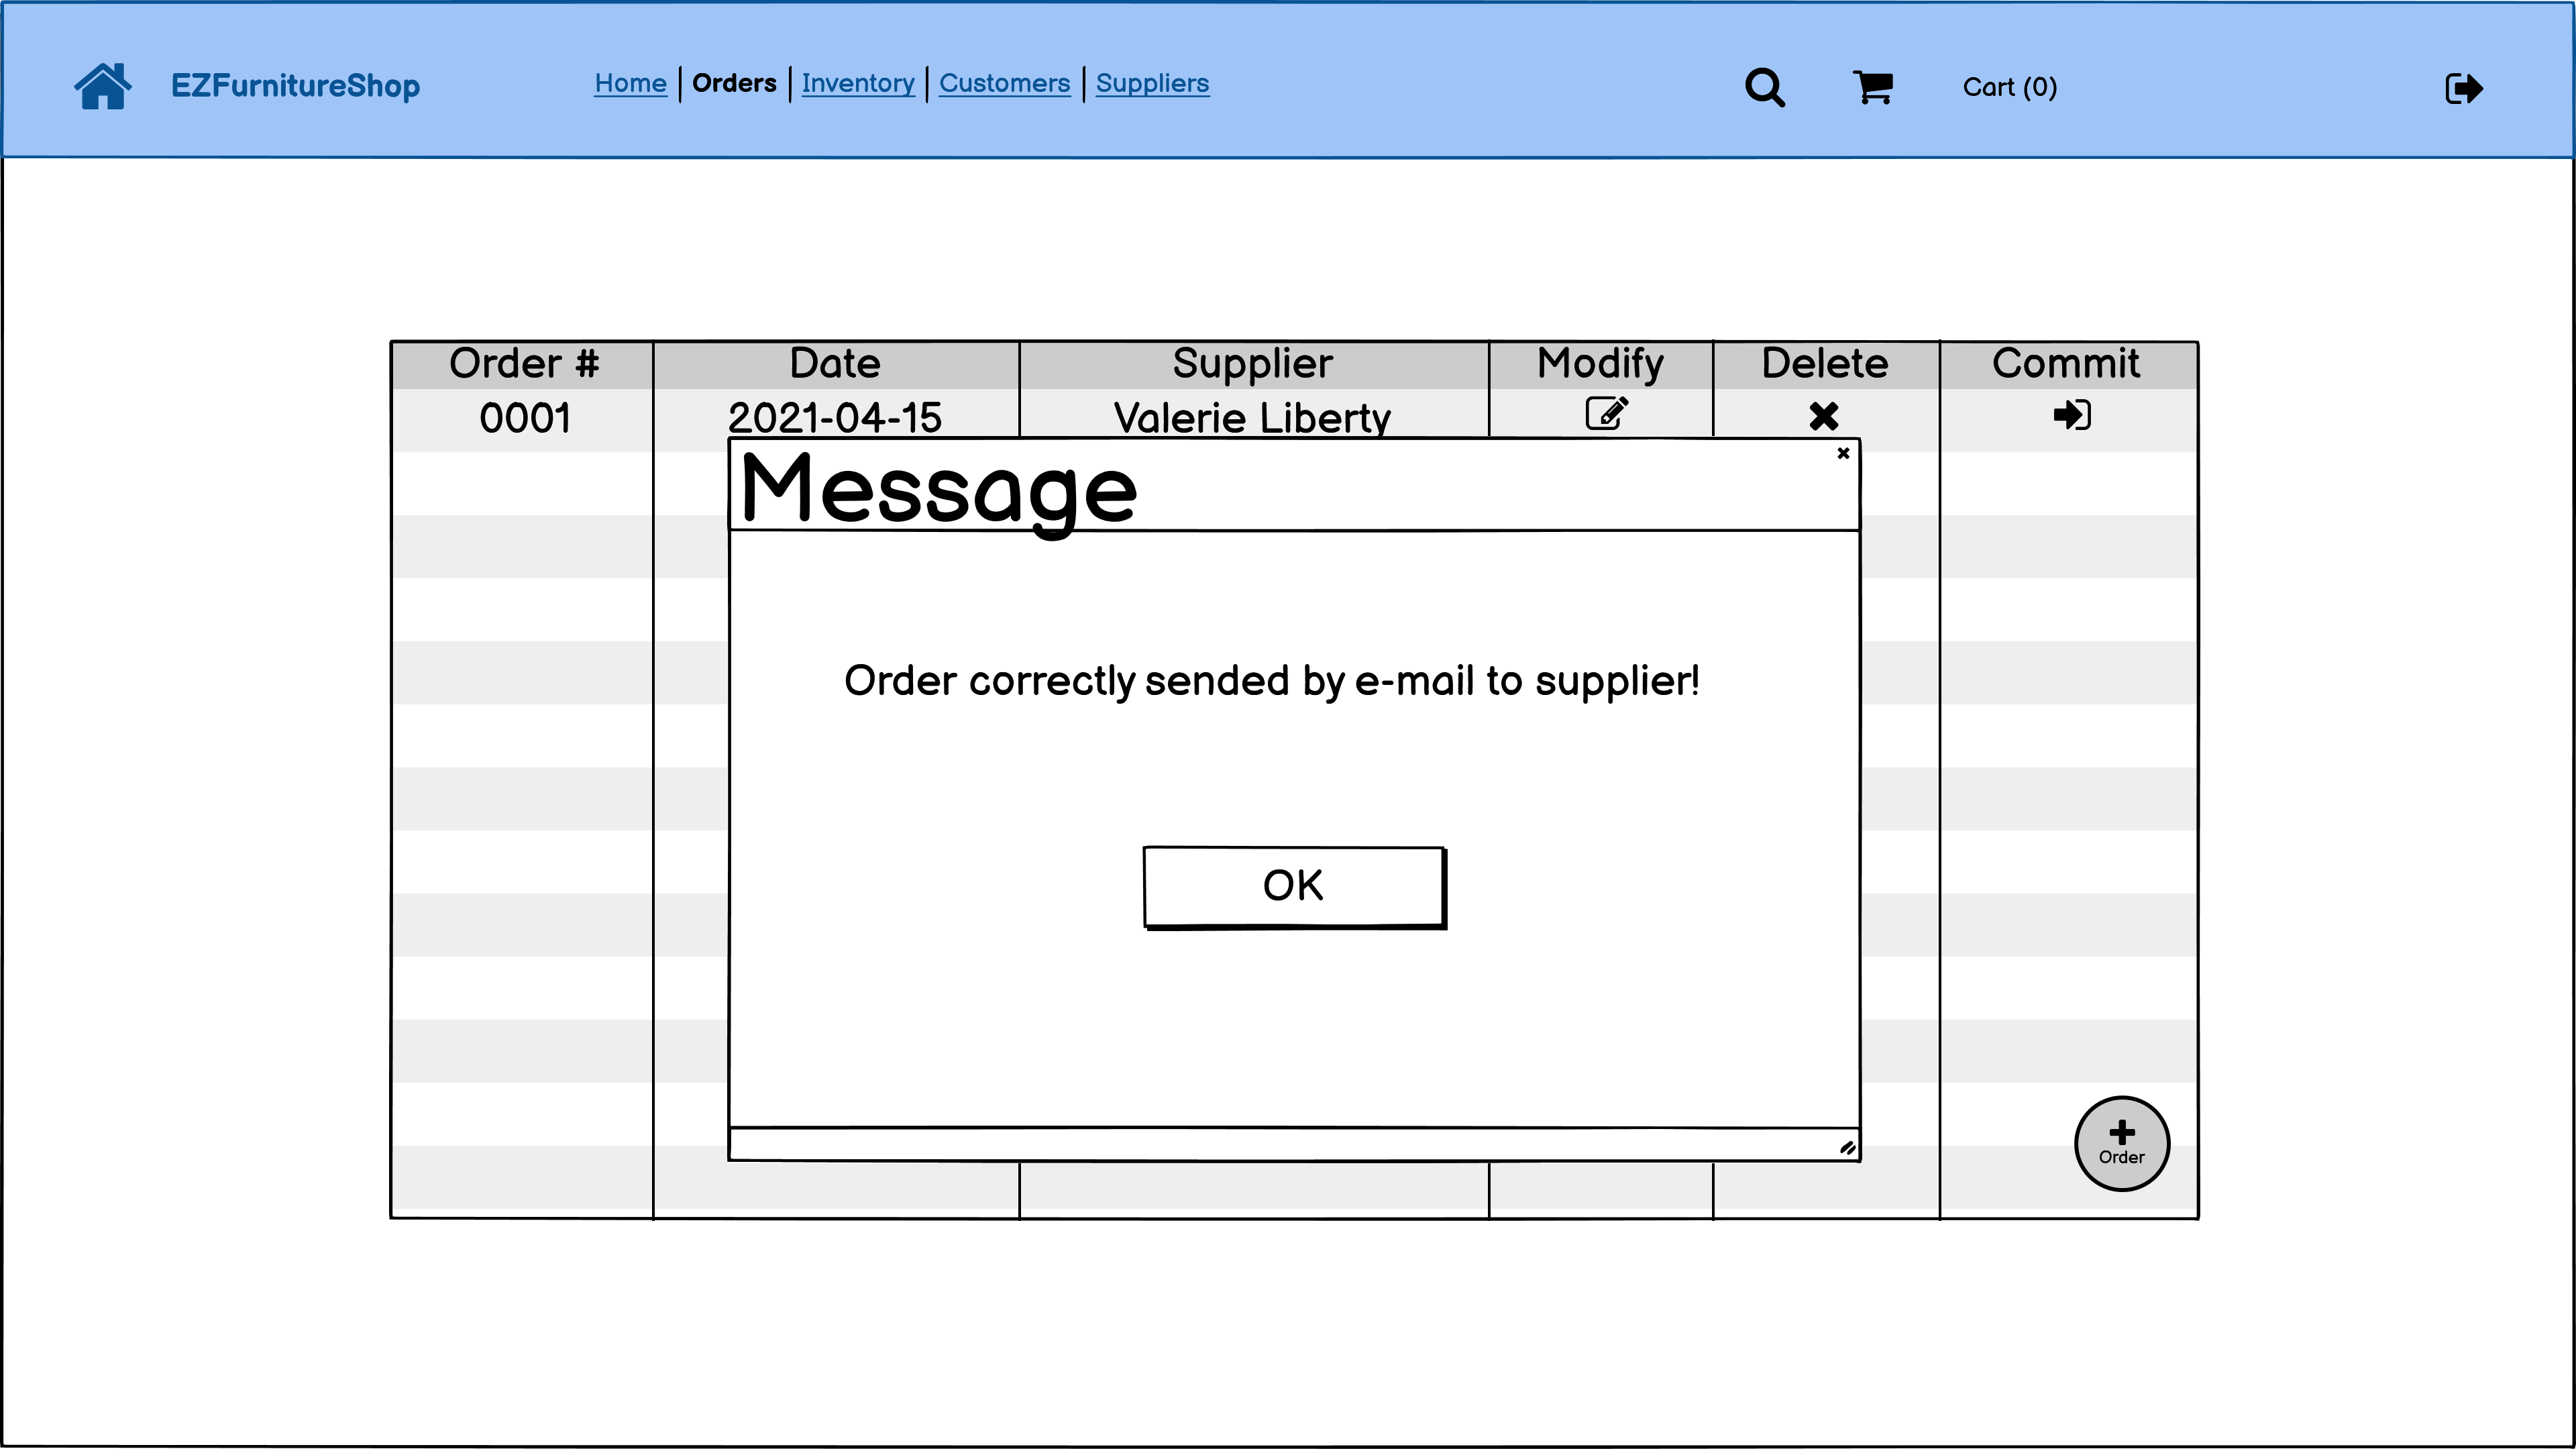 EZFurnitureShop
Home | Orders | Inventory | Customers | Suppliers
Cart (0)
Order # Date Supplier Modify Delete Commit
0001 2021-04-15 Valerie Liberty
Message
Order correctly sended by e-mail to supplier!
OK
Order